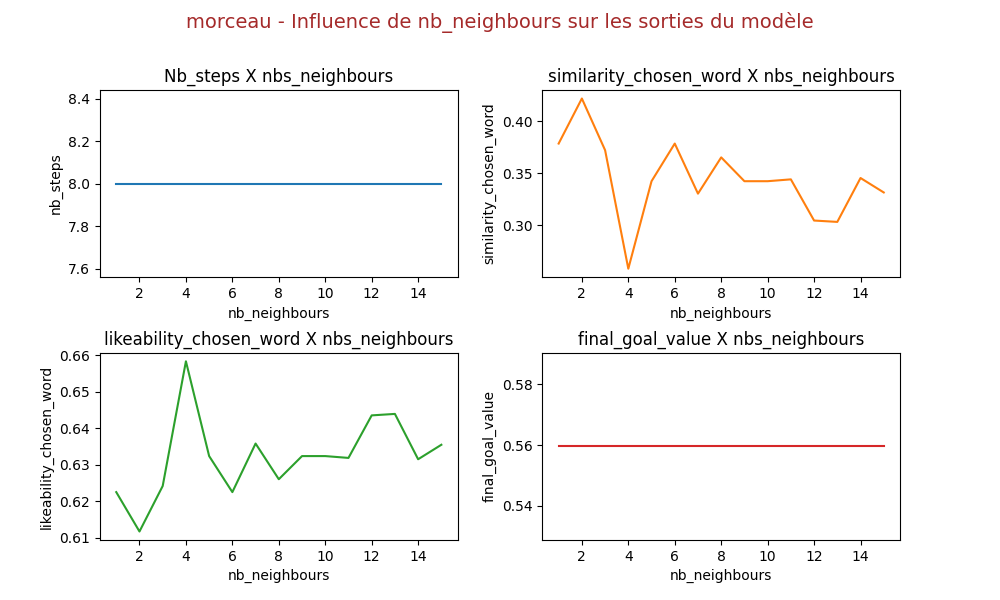 morceau - Influence de nb_neighbours sur les sorties du modèle
Nb_steps X nbs_neighbours
8.4
8.2
8.0
7.8
7.6
nb_steps
2 4 6 8 10 12 14
nb_neighbours
similarity_chosen_word X nbs_neighbours
0.40
0.35
0.30
similarity_chosen_word
2 4 6 8 10 12 14
nb_neighbours
likeability_chosen_word X nbs_neighbours
0.66
0.65
0.64
0.63
0.62
0.61
likeability_chosen_word
2 4 6 8 10 12 14
nb_neighbours
final_goal_value X nbs_neighbours
0.58
0.56
0.54
final_goal_value
2 4 6 8 10 12 14
nb_neighbours